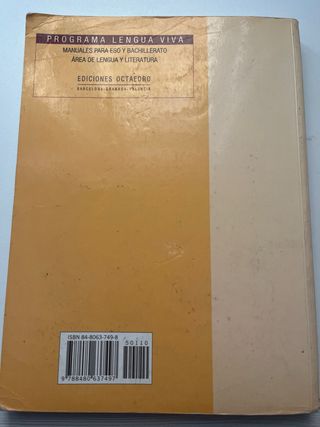 PROGRAMA LENGUA VIVA
MANUALES PARA ESO Y BACHILLERATO
ÁREA DE LENGUA Y LITERATURA
EDICIONES OCTAEDRO
BARCELONA-GRANADA-VALENCIA
ISBN 84-8063-749-8
50110
9 788480 637497